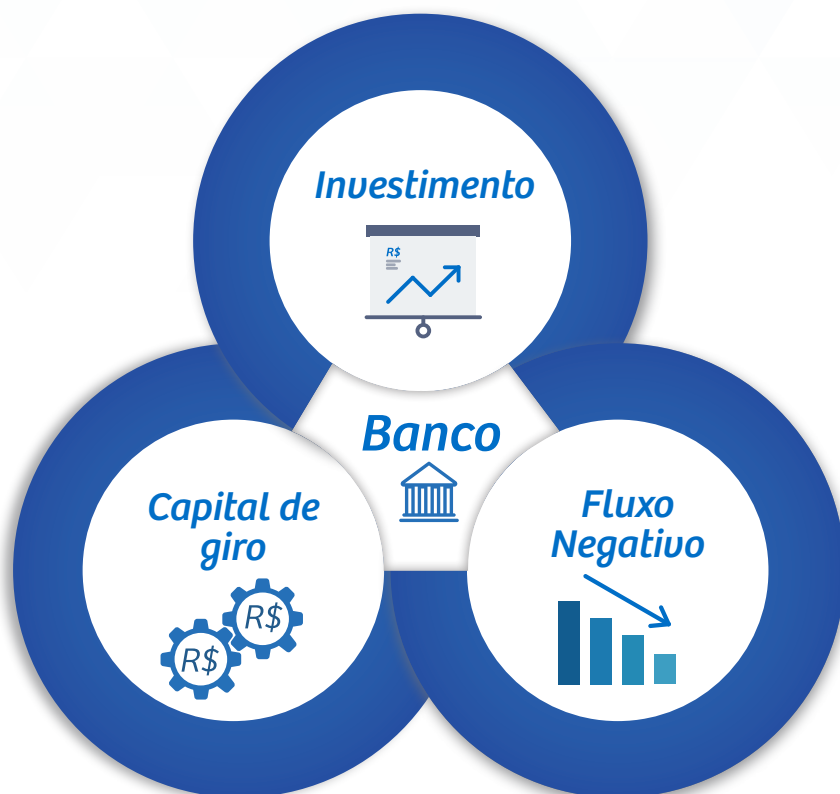 Investimento
R$
Banco
Capital de
giro
R$
R$
Fluxo
Negativo